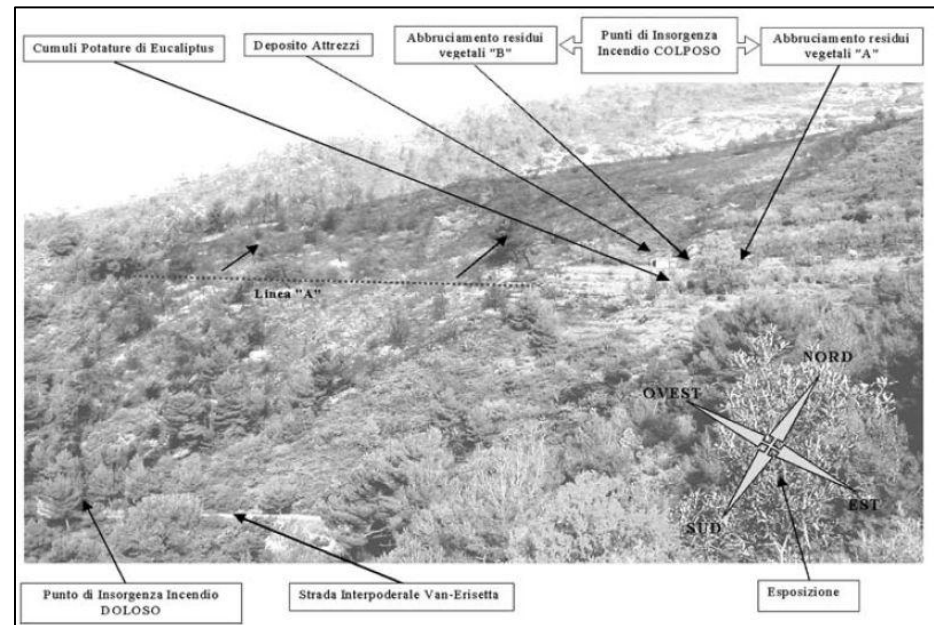 Cumuli Potature di Eucaliptus
Deposito Attrezzi
Abbruciamento residui
vegetali "B"
Punti di Insorgenza
Incendio COLPOSO
Abbruciamento residui
vegetali "A"
Linea "A"
NORD
OVEST
EST
SUD
Punto di Insorgenza Incendio
DOLOSO
Strada Interpoderale Van-Erisetta
Esposizione